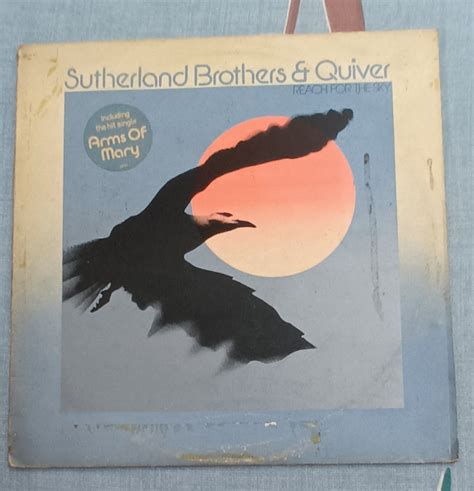 Sutherland Brothers & Quiver
REACH FOR THE SKY
Including
the hit single
Arms Of
Mary